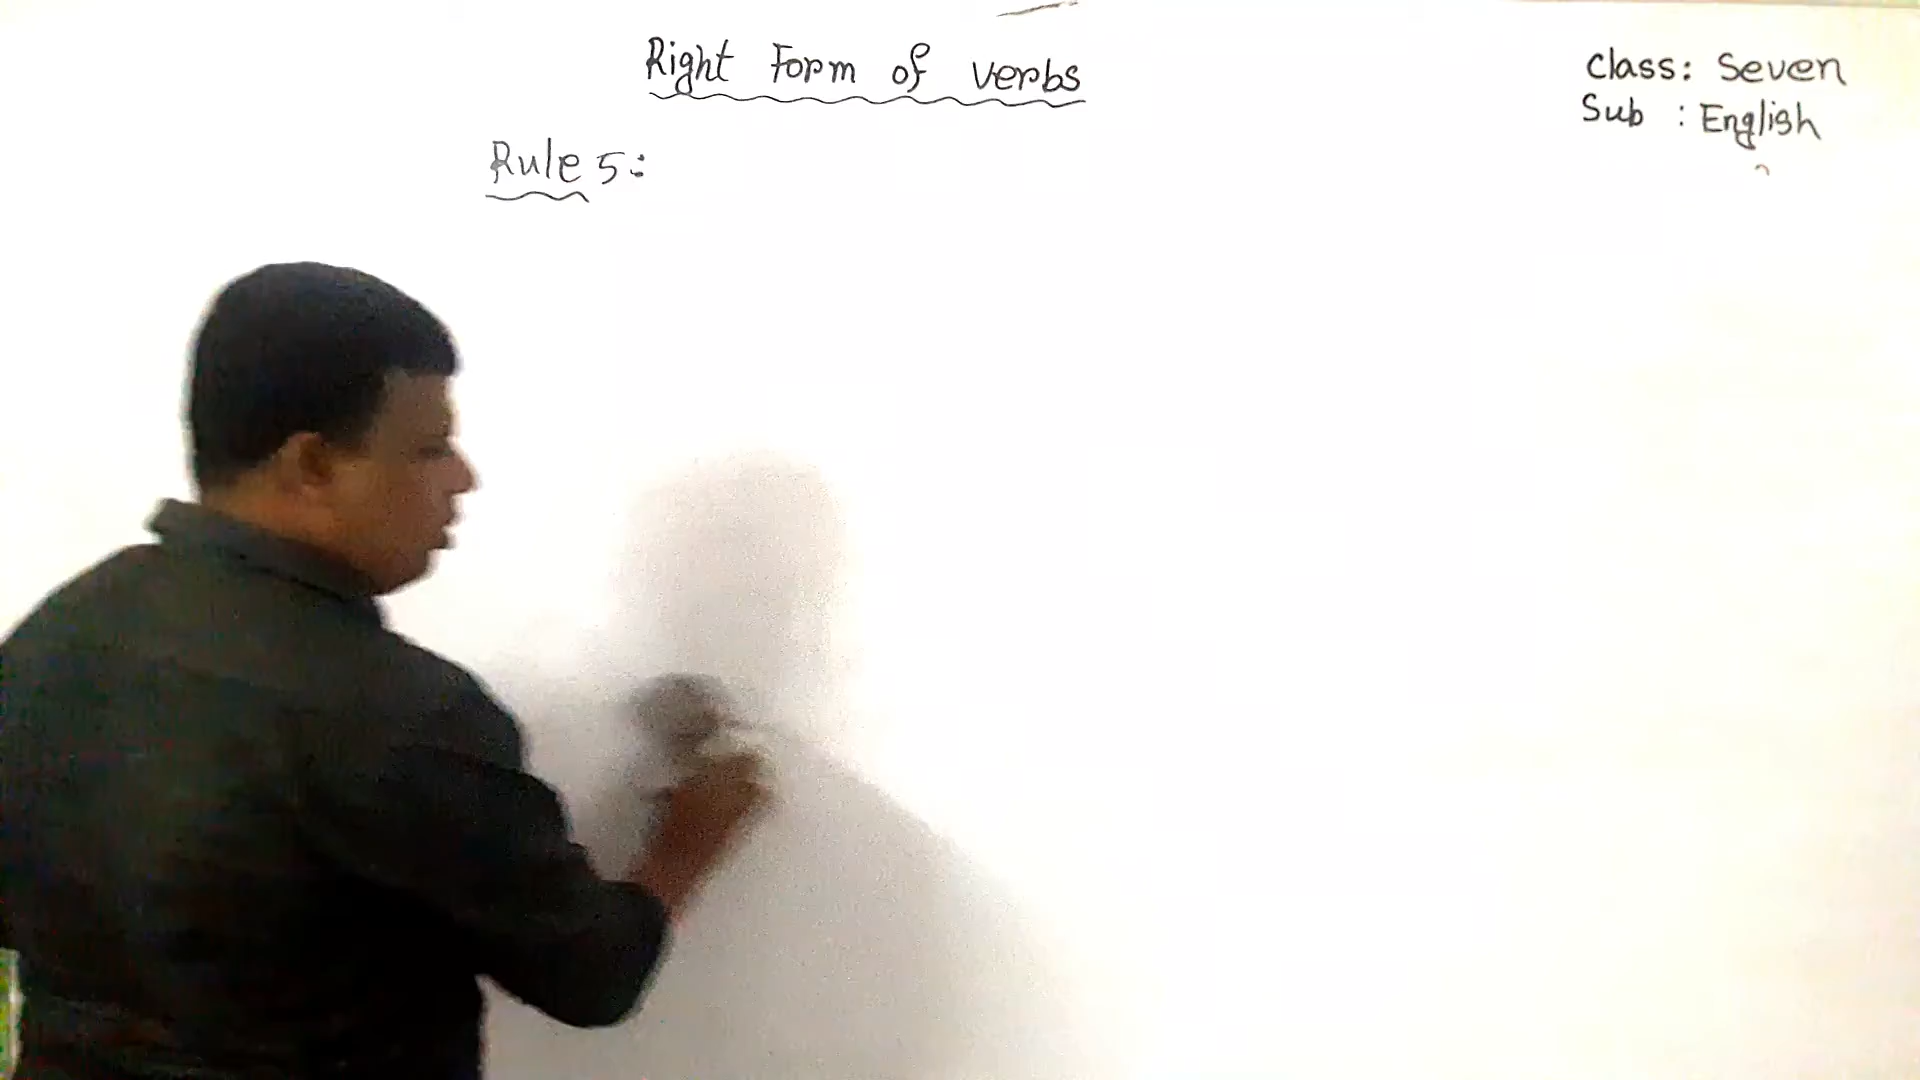 Right Form of verbs
Class: Seven
Sub : English
Rule 5: